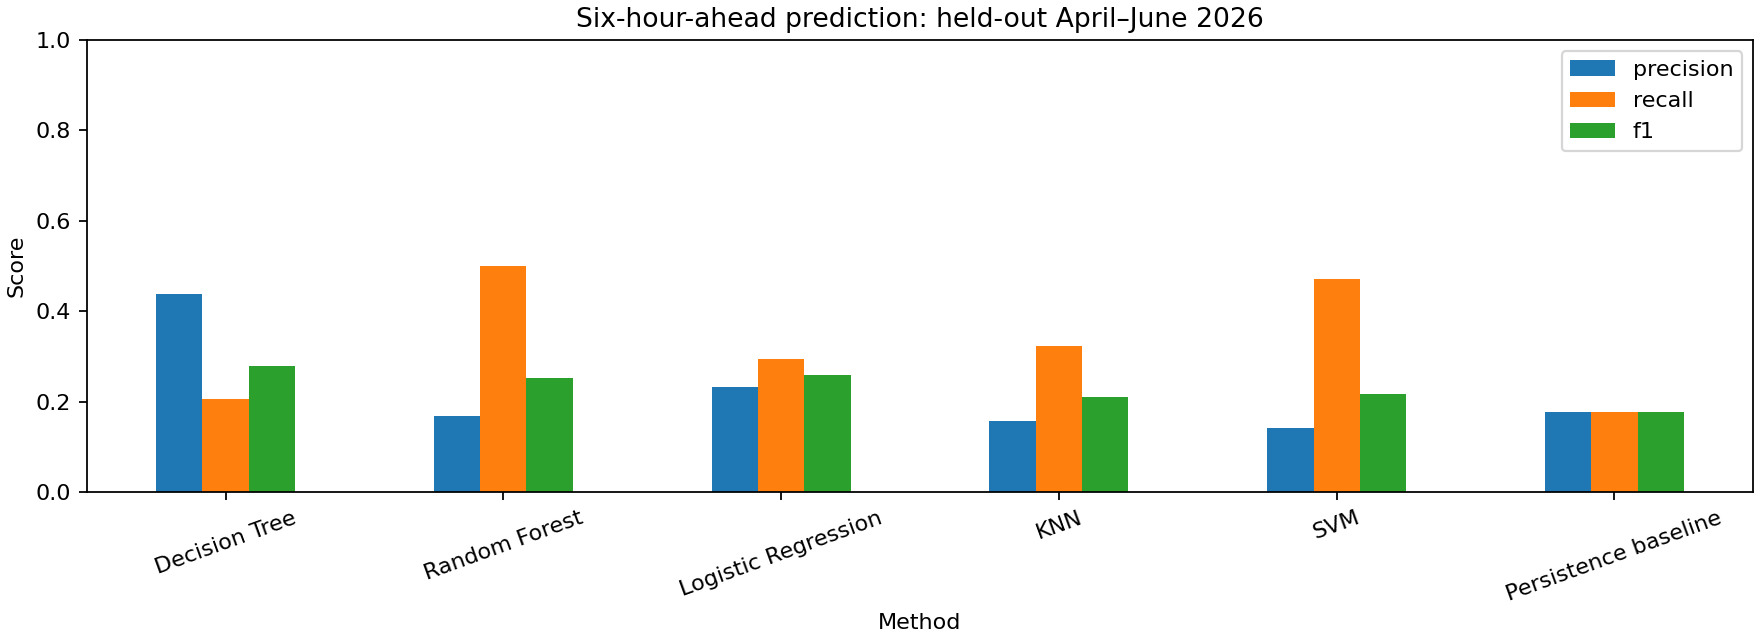 Six-hour-ahead prediction: held-out April–June 2026
1.0
0.8
0.6
0.4
0.2
0.0
Score
precision
recall
f1
Decision Tree
Random Forest
Logistic Regression
KNN
SVM
Persistence baseline
Method